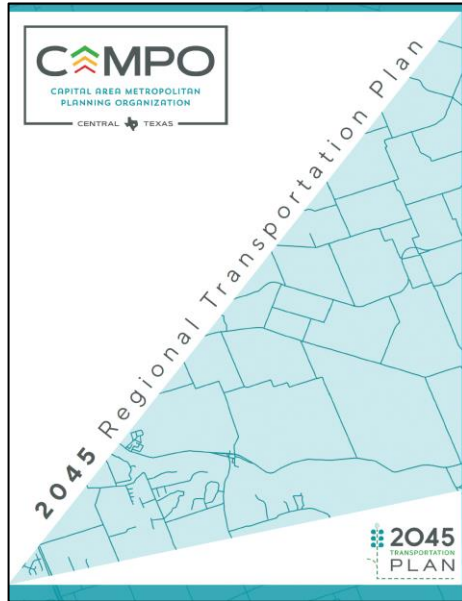 CAMPO
CAPITAL AREA METROPOLITAN
PLANNING ORGANIZATION
CENTRAL TEXAS
2045 Regional Transportation Plan
2045
TRANSPORTATION
PLAN